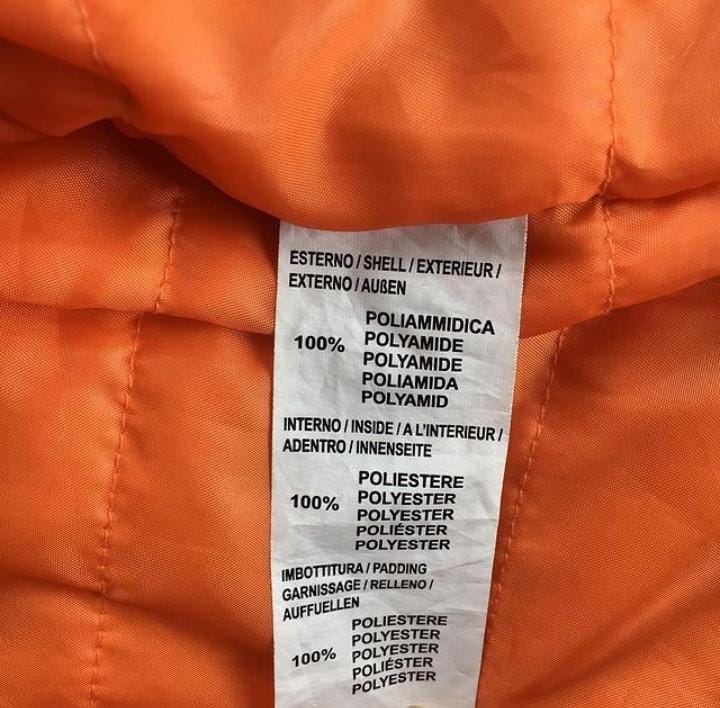 ESTERNO / SHELL / EXTERIEUR /
EXTERNO / AUßEN
100%
POLIAMMIDICA
POLYAMIDE
POLYAMIDE
POLIAMIDA
POLYAMID
INTERNO / INSIDE / A L'INTERIEUR /
ADENTRO / INNENSEITE
100%
POLIESTERE
POLYESTER
POLYESTER
POLIÉSTER
POLYESTER
IMBOTTITURA / PADDING
GARNISSAGE / RELLENO /
AUFFUELLEN
100%
POLIESTERE
POLYESTER
POLYESTER
POLIÉSTER
POLYESTER